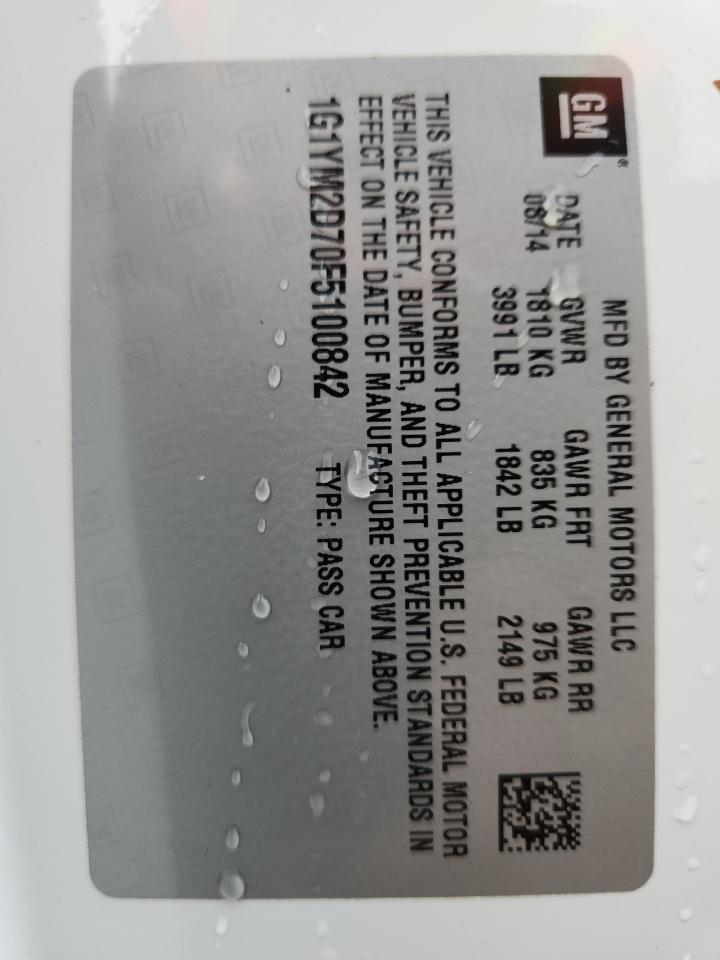 GM®
MFD BY GENERAL MOTORS LLC
DATE GVWR GAWR FRT GAWR RR
08/14 1810 KG 835 KG 975 KG
3991 LB 1842 LB 2149 LB
THIS VEHICLE CONFORMS TO ALL APPLICABLE U.S. FEDERAL MOTOR
VEHICLE SAFETY, BUMPER, AND THEFT PREVENTION STANDARDS IN
EFFECT ON THE DATE OF MANUFACTURE SHOWN ABOVE.
1G1YM2D70F5100842 TYPE: PASS CAR